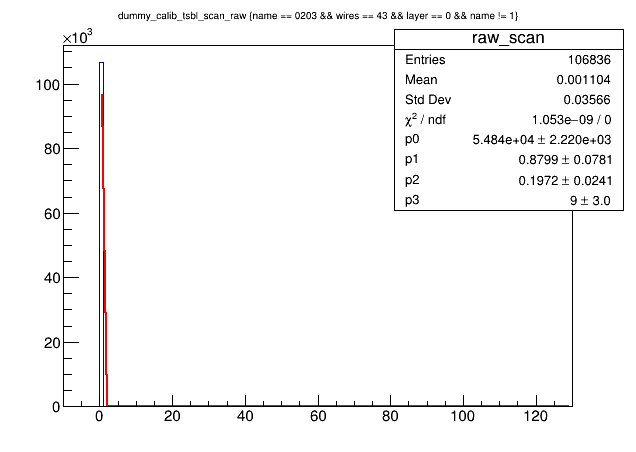 dummy_calib_tsbl_scan_raw {name == 0203 && wires == 43 && layer == 0 && name != 1}
×10³
raw_scan
Entries 106836
Mean 0.001104
Std Dev 0.03566
χ² / ndf 1.053e−09 / 0
p0 5.484e+04 ± 2.220e+03
p1 0.8799 ± 0.0781
p2 0.1972 ± 0.0241
p3 9 ± 3.0
100
80
60
40
20
0
0 20 40 60 80 100 120